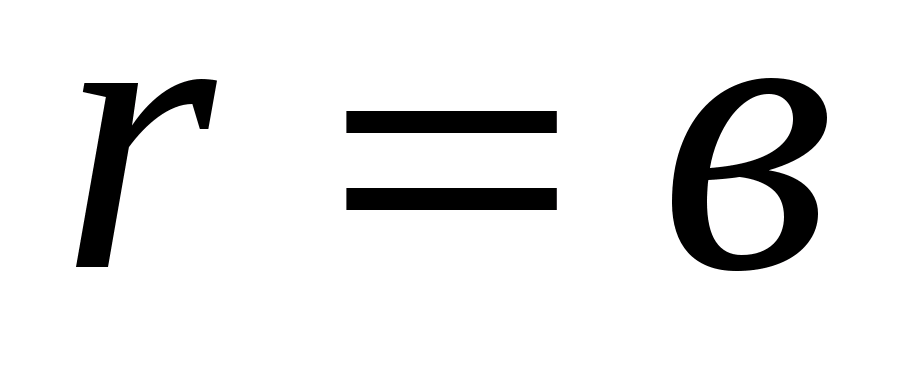 r = в